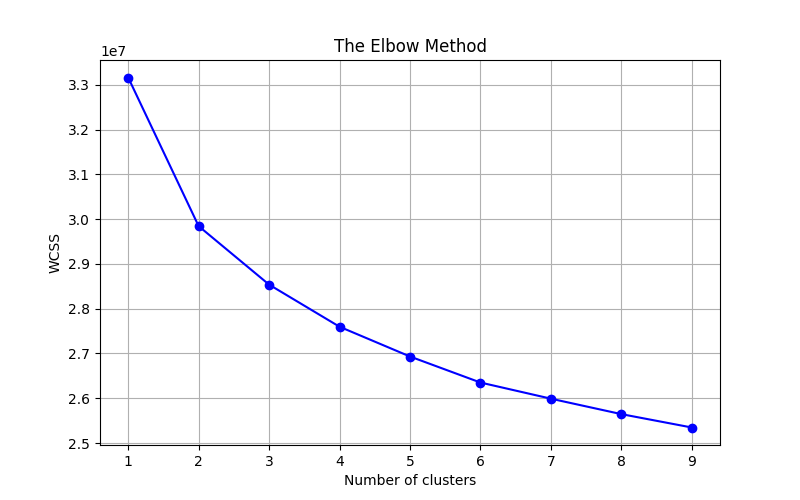 The Elbow Method
1e7
3.3
3.2
3.1
3.0
2.9
2.8
2.7
2.6
2.5
WCSS
1 2 3 4 5 6 7 8 9
Number of clusters